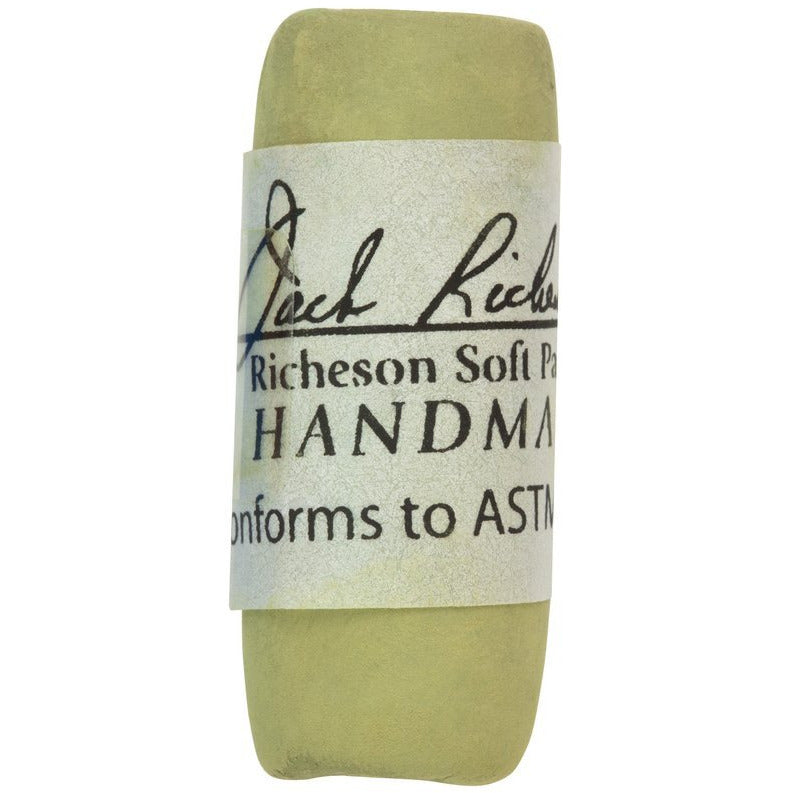 Jack Riche
Richeson Soft Pa
HANDMA
onforms to ASTM